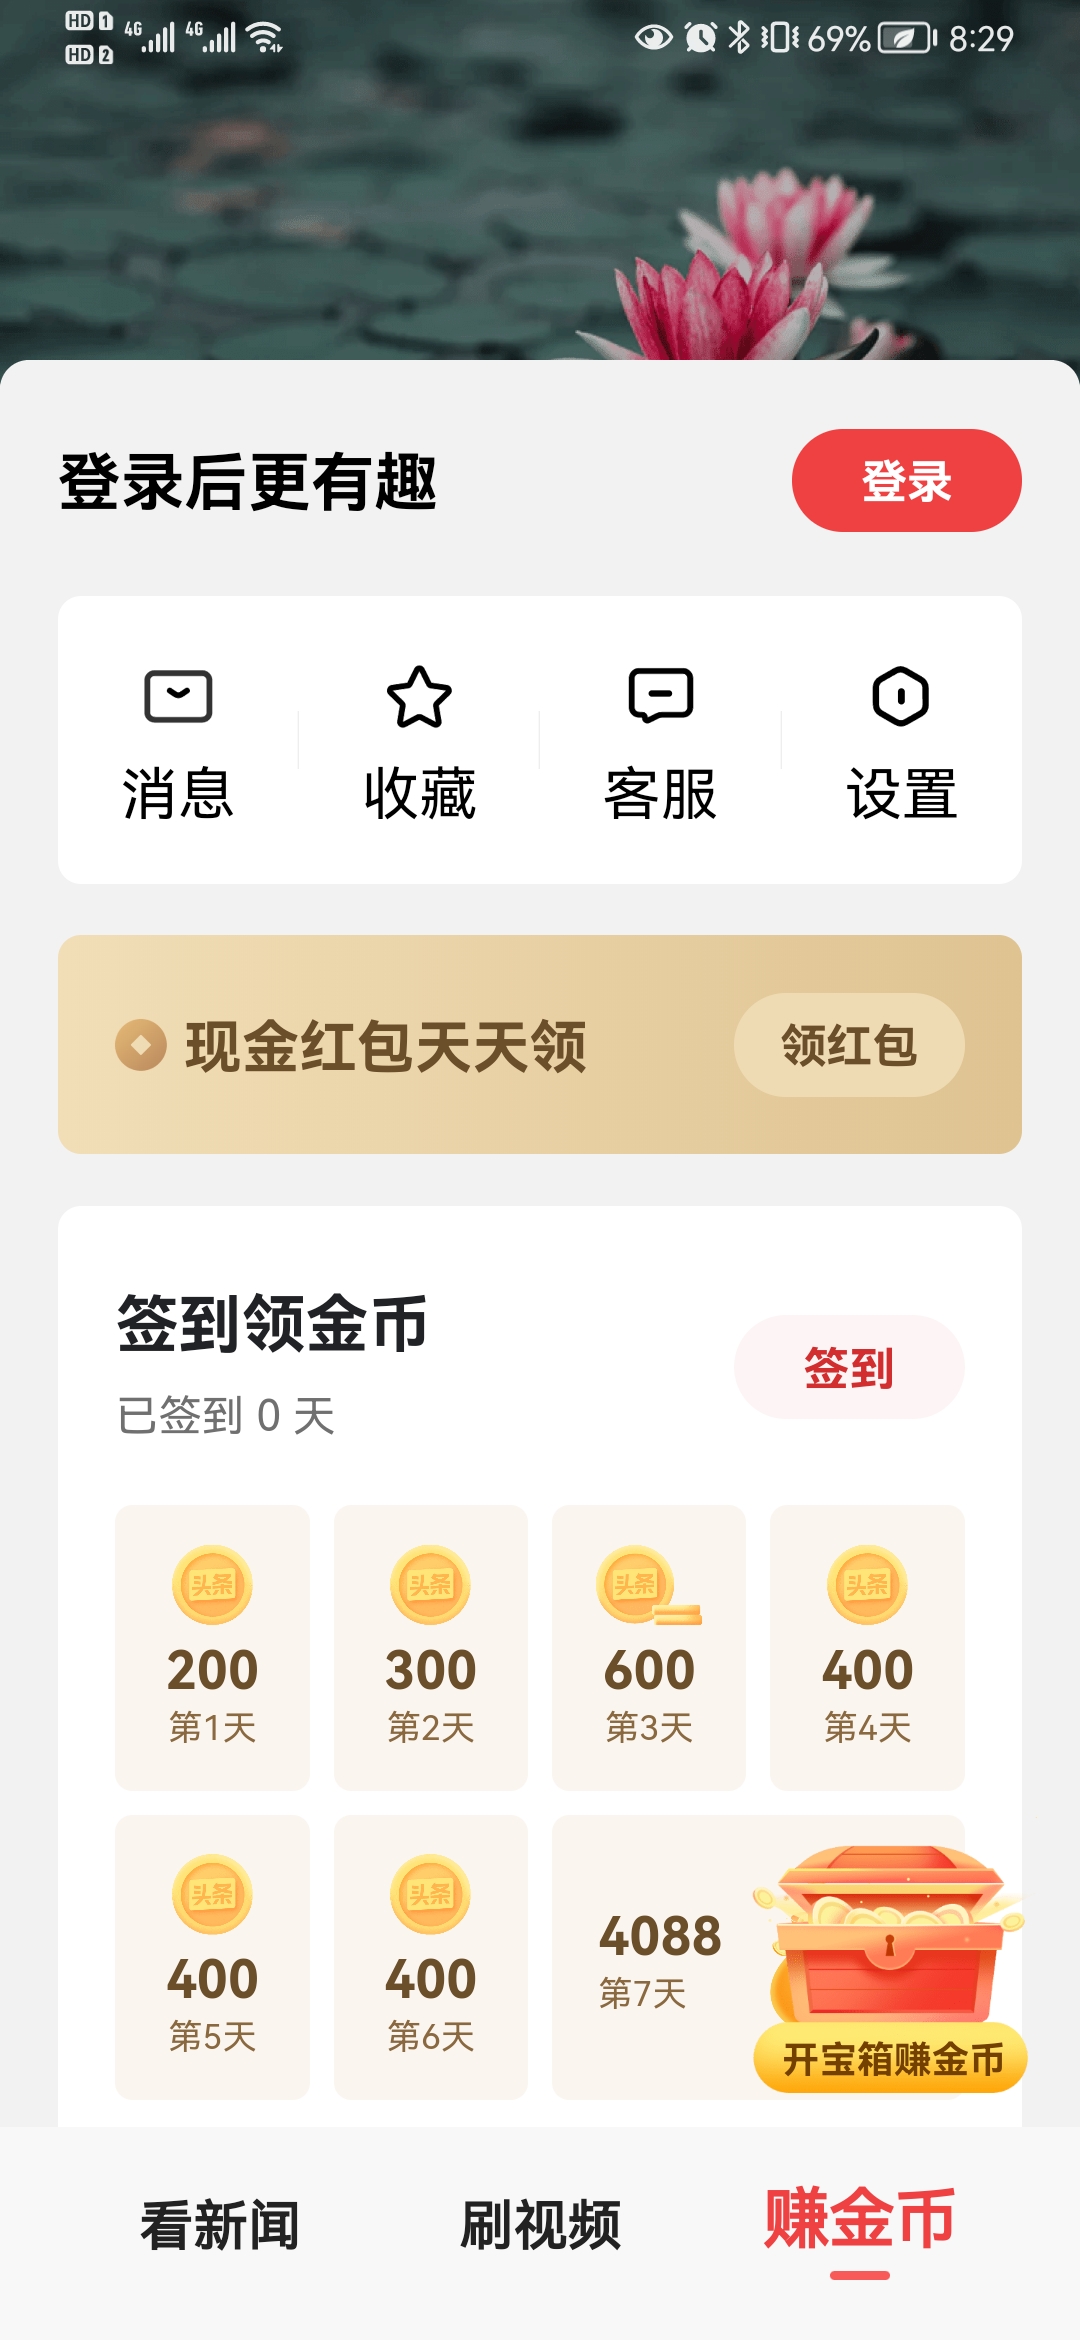 HD 1 4G 4G 69% 8:29
HD 2
登录后更有趣 登录
消息 收藏 客服 设置
现金红包天天领 领红包
签到领金币
签到
已签到 0 天
头条 头条 头条 头条
200 300 600 400
第1天 第2天 第3天 第4天
头条 头条
400 400 4088
第5天 第6天 第7天
开宝箱赚金币
看新闻 刷视频 赚金币